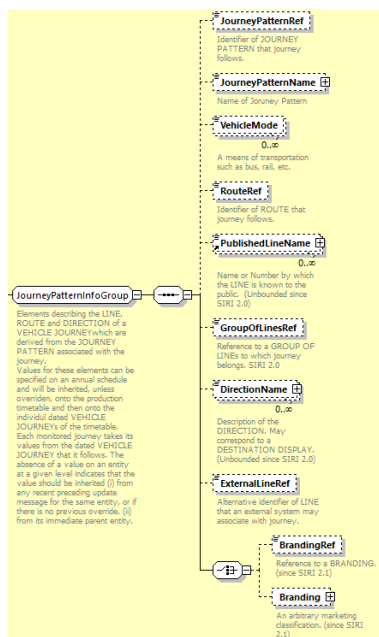 JourneyPatternRef
Identifier of JOURNEY
PATTERN that journey
follows.
JourneyPatternName
Name of Joruney Pattern
VehicleMode
0..∞
A means of transportation
such as bus, rail, etc.
RouteRef
Identifier of ROUTE that
journey follows.
PublishedLineName
0..∞
Name or Number by which
the LINE is known to the
public. (Unbounded since
SIRI 2.0)
JourneyPatternInfoGroup
Elements describing the LINE,
ROUTE and DIRECTION of a
VEHICLE JOURNEYwhich are
derived from the JOURNEY
PATTERN associated with the
journey.
Values for these elements can be
specified on an annual schedule
and will be inherited, unless
overriden, onto the production
timetable and then onto the
individul dated VEHICLE
JOURNEYs of the timetable.
Each monitored journey takes its
values from the dated VEHICLE
JOURNEY that it follows. The
absence of a value on an entity
at a given level indicates that the
value should be inherited (i) from
any recent preceding update
message for the same entity, or if
there is no previous override, (ii)
from its immediate parent entity.
GroupOfLinesRef
Reference to a GROUP OF
LINEs to which journey
belongs. SIRI 2.0
DirectionName
0..∞
Description of the
DIRECTION. May
correspond to a
DESTINATION DISPLAY.
(Unbounded since SIRI 2.0)
ExternalLineRef
Alternative identifier of LINE
that an external system may
associate with journey.
BrandingRef
Reference to a BRANDING.
(since SIRI 2.1)
Branding
An arbitrary marketing
classification. (since SIRI
2.1)